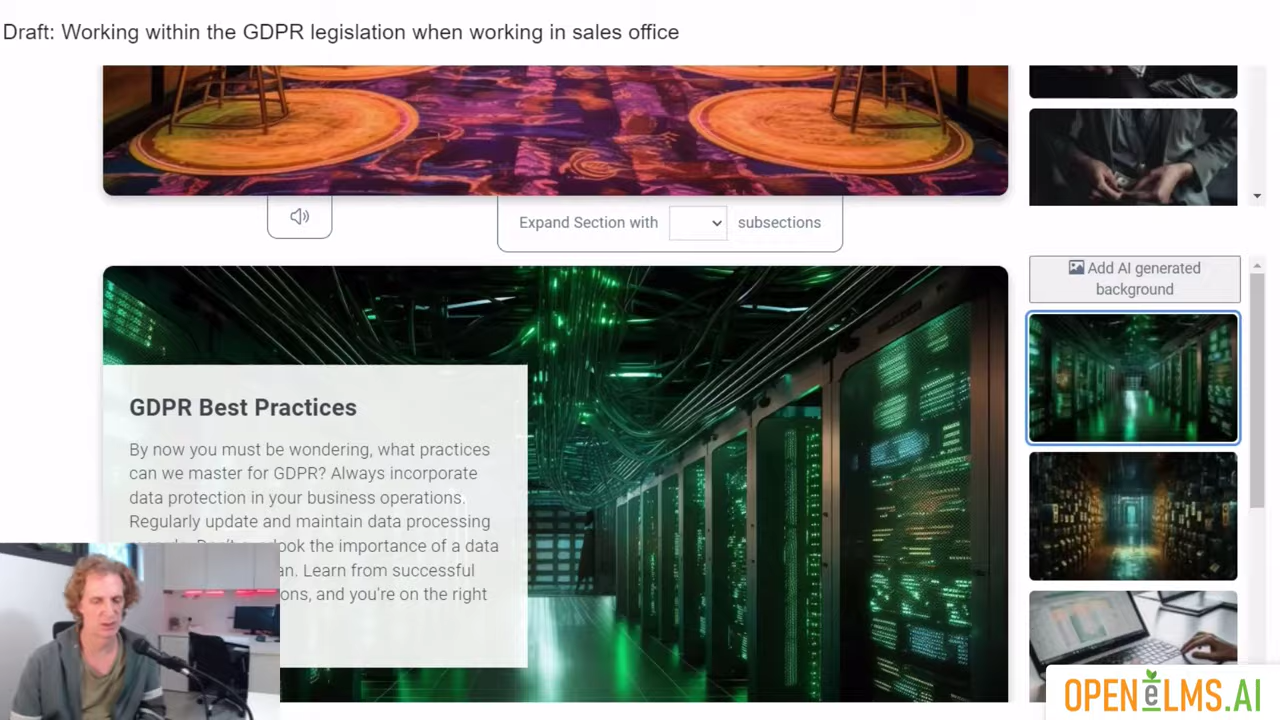 Draft: Working within the GDPR legislation when working in sales office
Expand Section with
subsections
Add AI generated
background
GDPR Best Practices
By now you must be wondering, what practices
can we master for GDPR? Always incorporate
data protection in your business operations.
Regularly update and maintain data processing
look the importance of a data
an. Learn from successful
ons, and you're on the right
OPEN eLMS.AI